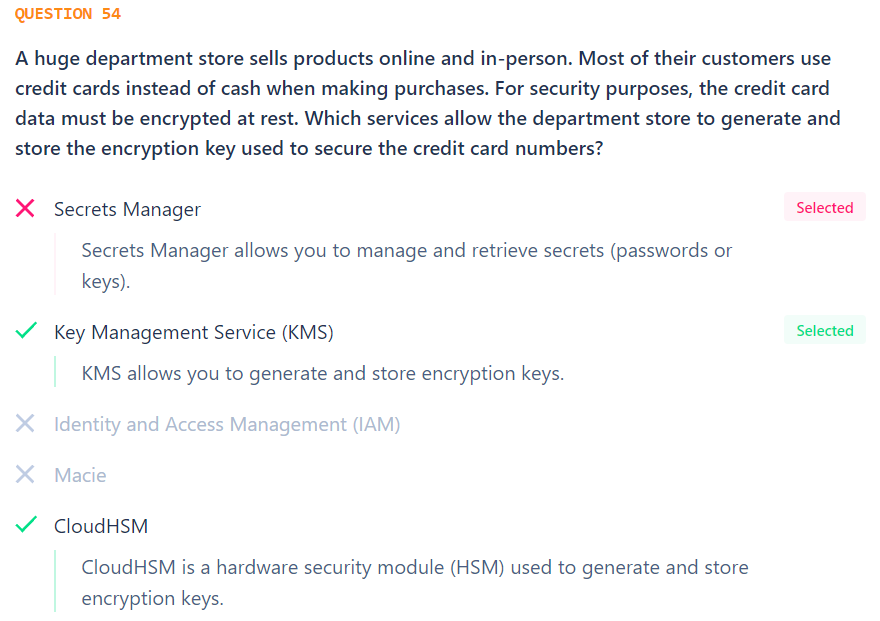 QUESTION 54
A huge department store sells products online and in-person. Most of their customers use
credit cards instead of cash when making purchases. For security purposes, the credit card
data must be encrypted at rest. Which services allow the department store to generate and
store the encryption key used to secure the credit card numbers?
Secrets Manager
Selected
Secrets Manager allows you to manage and retrieve secrets (passwords or
keys).
Key Management Service (KMS)
Selected
KMS allows you to generate and store encryption keys.
Identity and Access Management (IAM)
Macie
CloudHSM
CloudHSM is a hardware security module (HSM) used to generate and store
encryption keys.